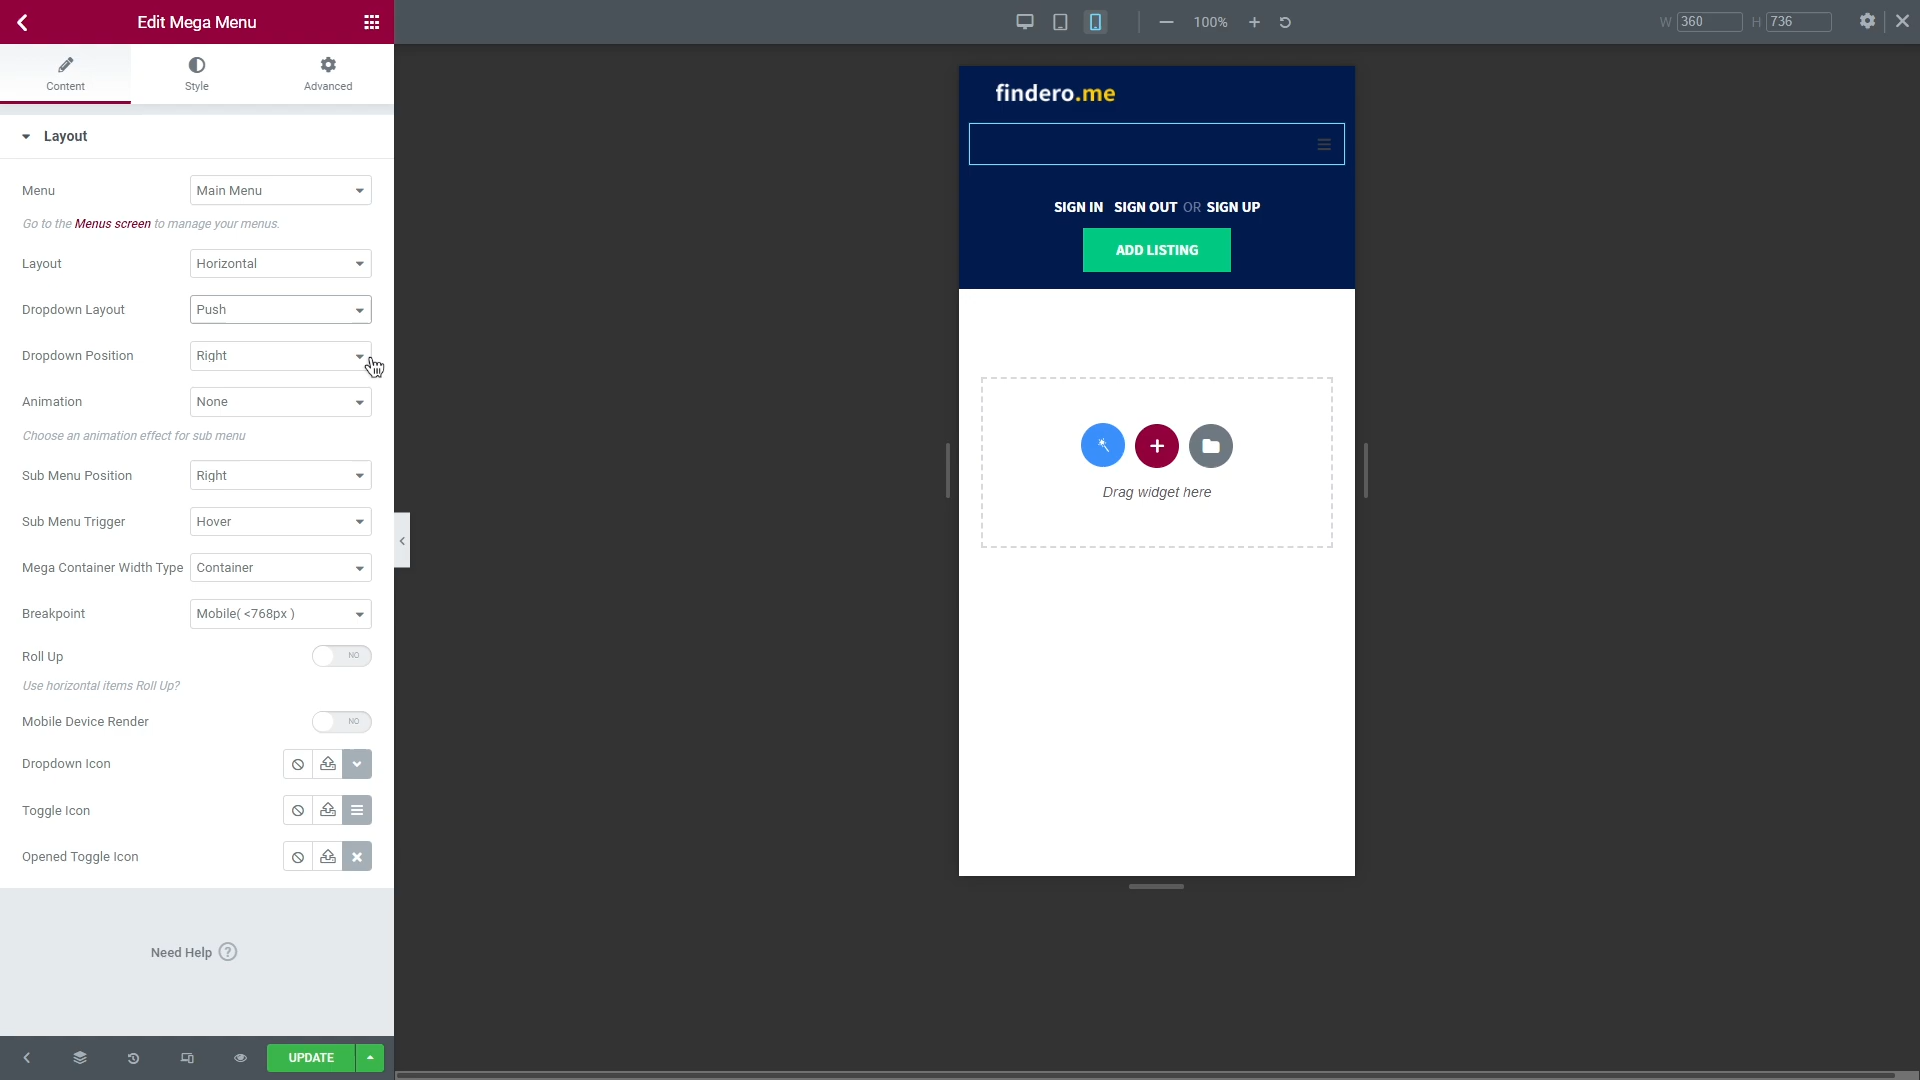 Edit Mega Menu
100%
W 360 H 736
Content
Style
Advanced
Layout
Menu Main Menu
Go to the Menus screen to manage your menus.
Layout Horizontal
Dropdown Layout Push
Dropdown Position Right
Animation None
Choose an animation effect for sub menu
Sub Menu Position Right
Sub Menu Trigger Hover
Mega Container Width Type Container
Breakpoint Mobile( <768px )
Roll Up NO
Use horizontal items Roll Up?
Mobile Device Render NO
Dropdown Icon
Toggle Icon
Opened Toggle Icon
Need Help ?
UPDATE
findero.me
SIGN IN SIGN OUT OR SIGN UP
ADD LISTING
Drag widget here